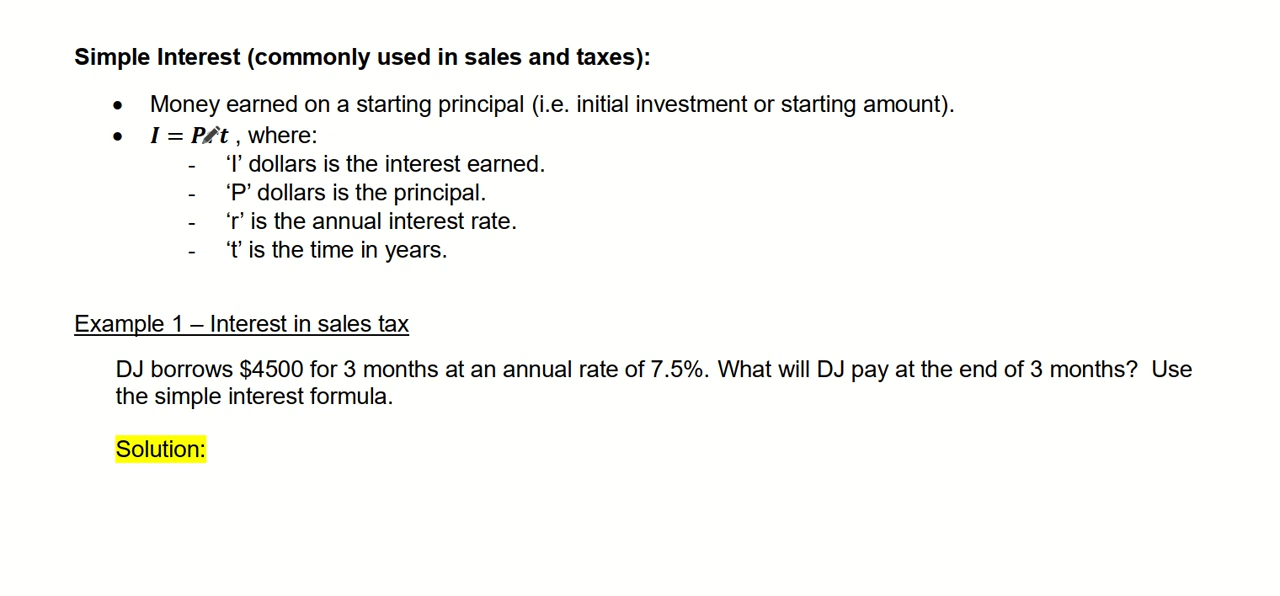 Simple Interest (commonly used in sales and taxes):
• Money earned on a starting principal (i.e. initial investment or starting amount).
• I = Prt , where:
- ‘I’ dollars is the interest earned.
- ‘P’ dollars is the principal.
- ‘r’ is the annual interest rate.
- ‘t’ is the time in years.
Example 1 – Interest in sales tax
DJ borrows $4500 for 3 months at an annual rate of 7.5%. What will DJ pay at the end of 3 months? Use
the simple interest formula.
Solution: